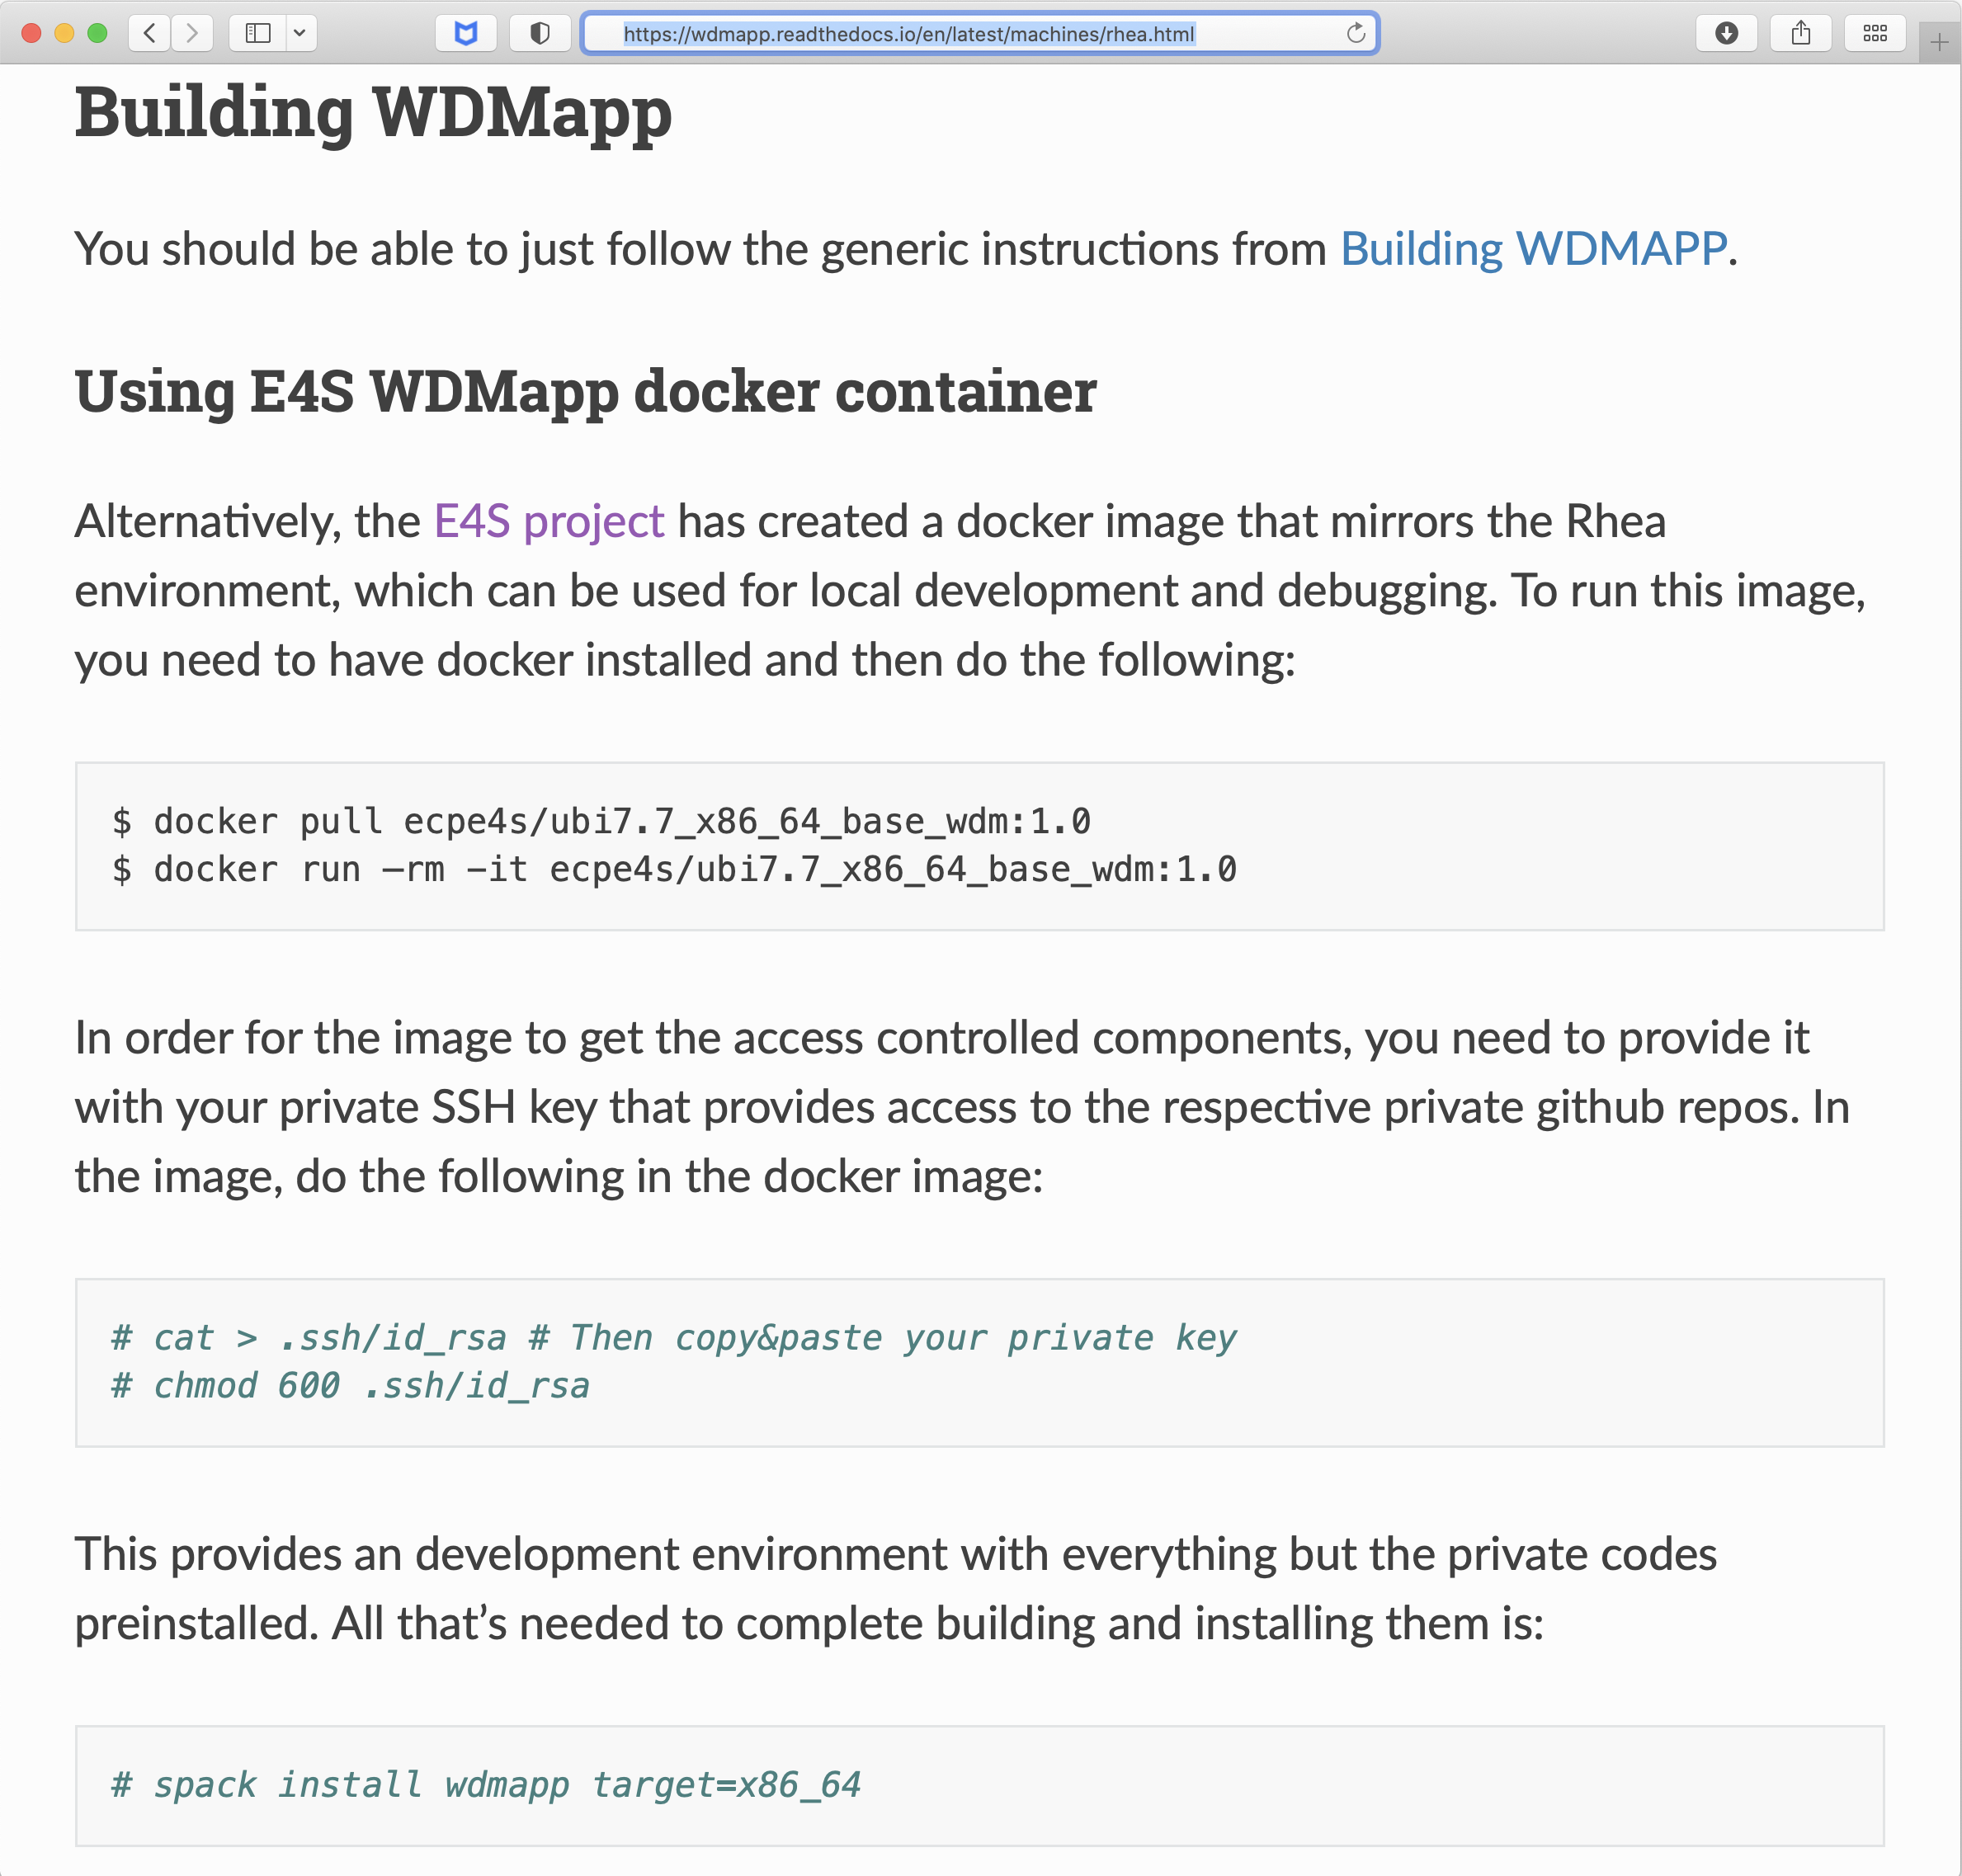 https://wdmapp.readthedocs.io/en/latest/machines/rhea.html
Building WDMapp
You should be able to just follow the generic instructions from Building WDMAPP.
Using E4S WDMapp docker container
Alternatively, the E4S project has created a docker image that mirrors the Rhea
environment, which can be used for local development and debugging. To run this image,
you need to have docker installed and then do the following:
$ docker pull ecpe4s/ubi7.7_x86_64_base_wdm:1.0
$ docker run –rm –it ecpe4s/ubi7.7_x86_64_base_wdm:1.0
In order for the image to get the access controlled components, you need to provide it
with your private SSH key that provides access to the respective private github repos. In
the image, do the following in the docker image:
# cat > .ssh/id_rsa # Then copy&paste your private key
# chmod 600 .ssh/id_rsa
This provides an development environment with everything but the private codes
preinstalled. All that’s needed to complete building and installing them is:
# spack install wdmapp target=x86_64